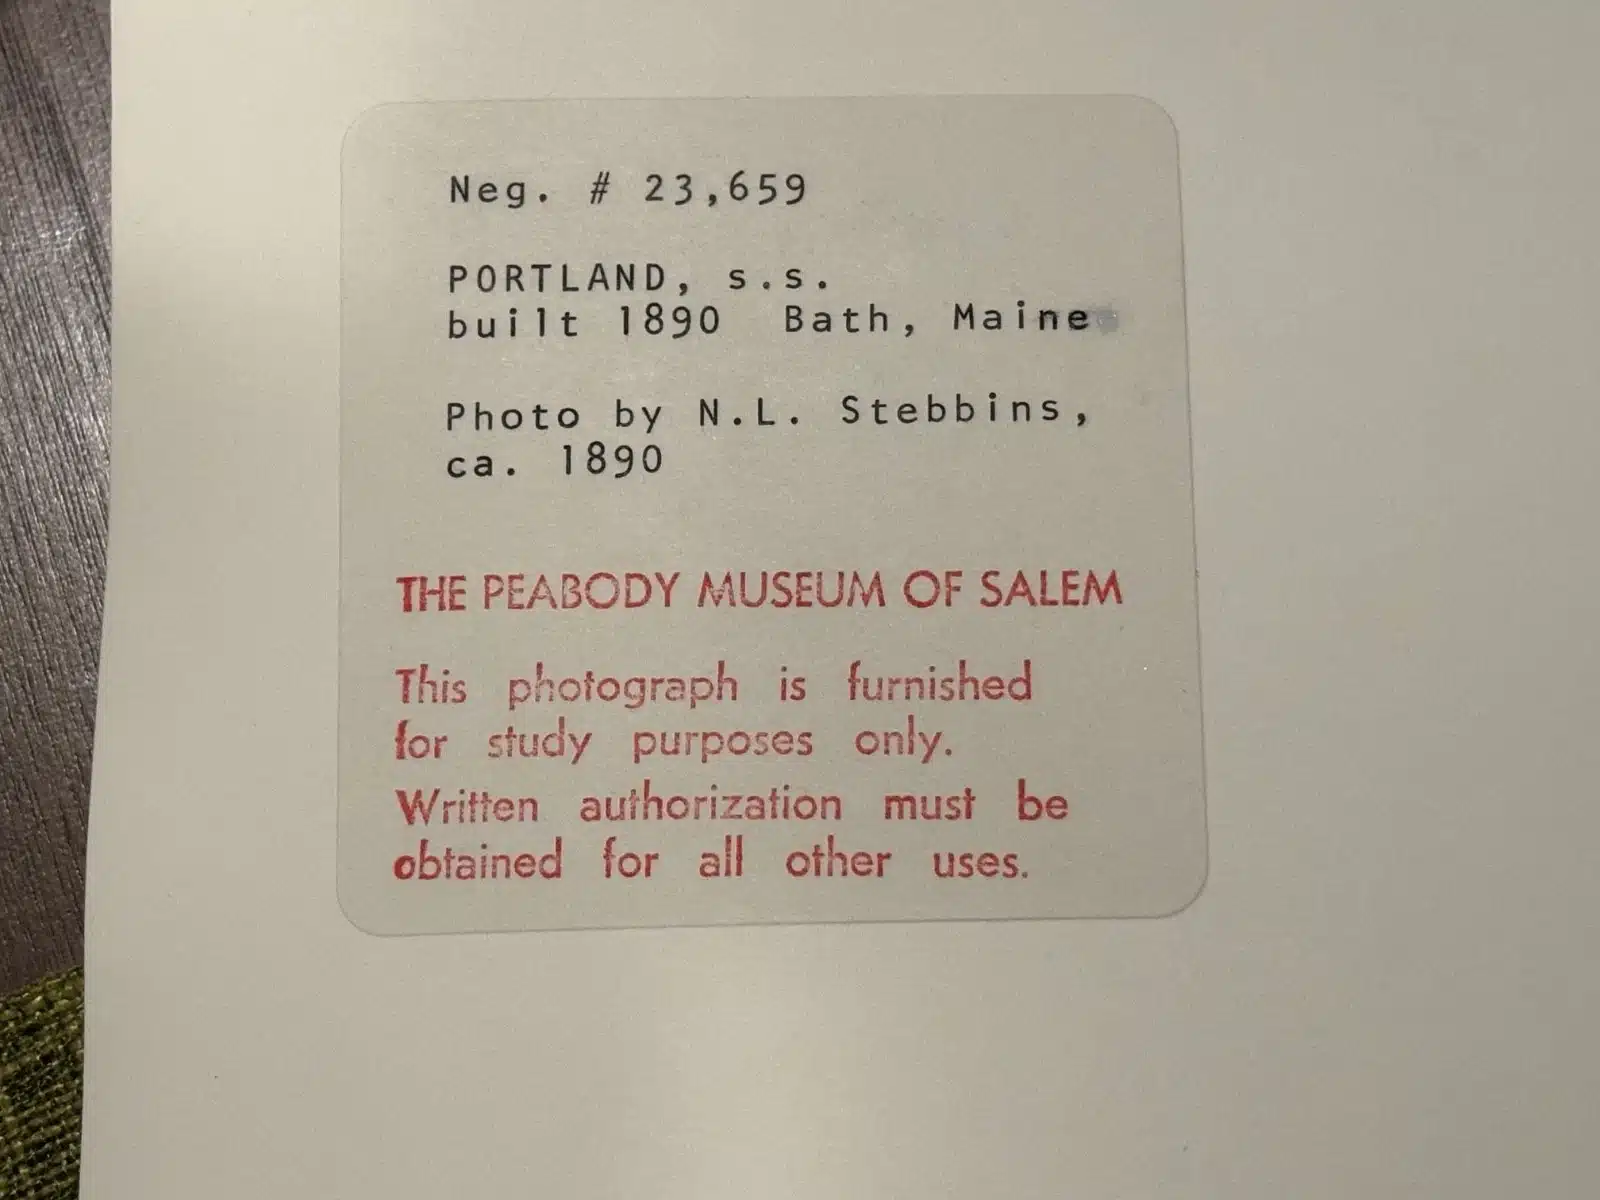 Neg. # 23,659
PORTLAND, s.s.
built 1890 Bath, Maine
Photo by N.L. Stebbins,
ca. 1890
THE PEABODY MUSEUM OF SALEM
This photograph is furnished
for study purposes only.
Written authorization must be
obtained for all other uses.